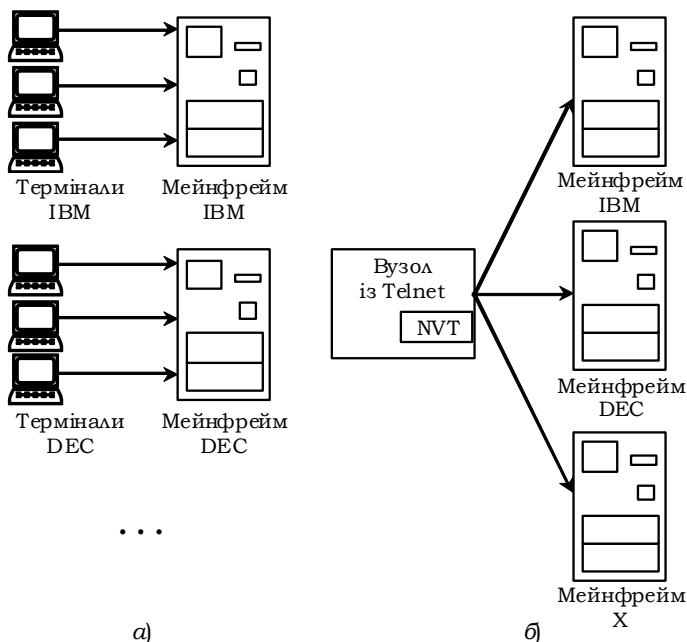 Термінали
IBM
Мейнфрейм
IBM
Термінали
DEC
Мейнфрейм
DEC
. . .
а)
Вузол
із Telnet
NVT
Мейнфрейм
IBM
Мейнфрейм
DEC
Мейнфрейм
X
б)